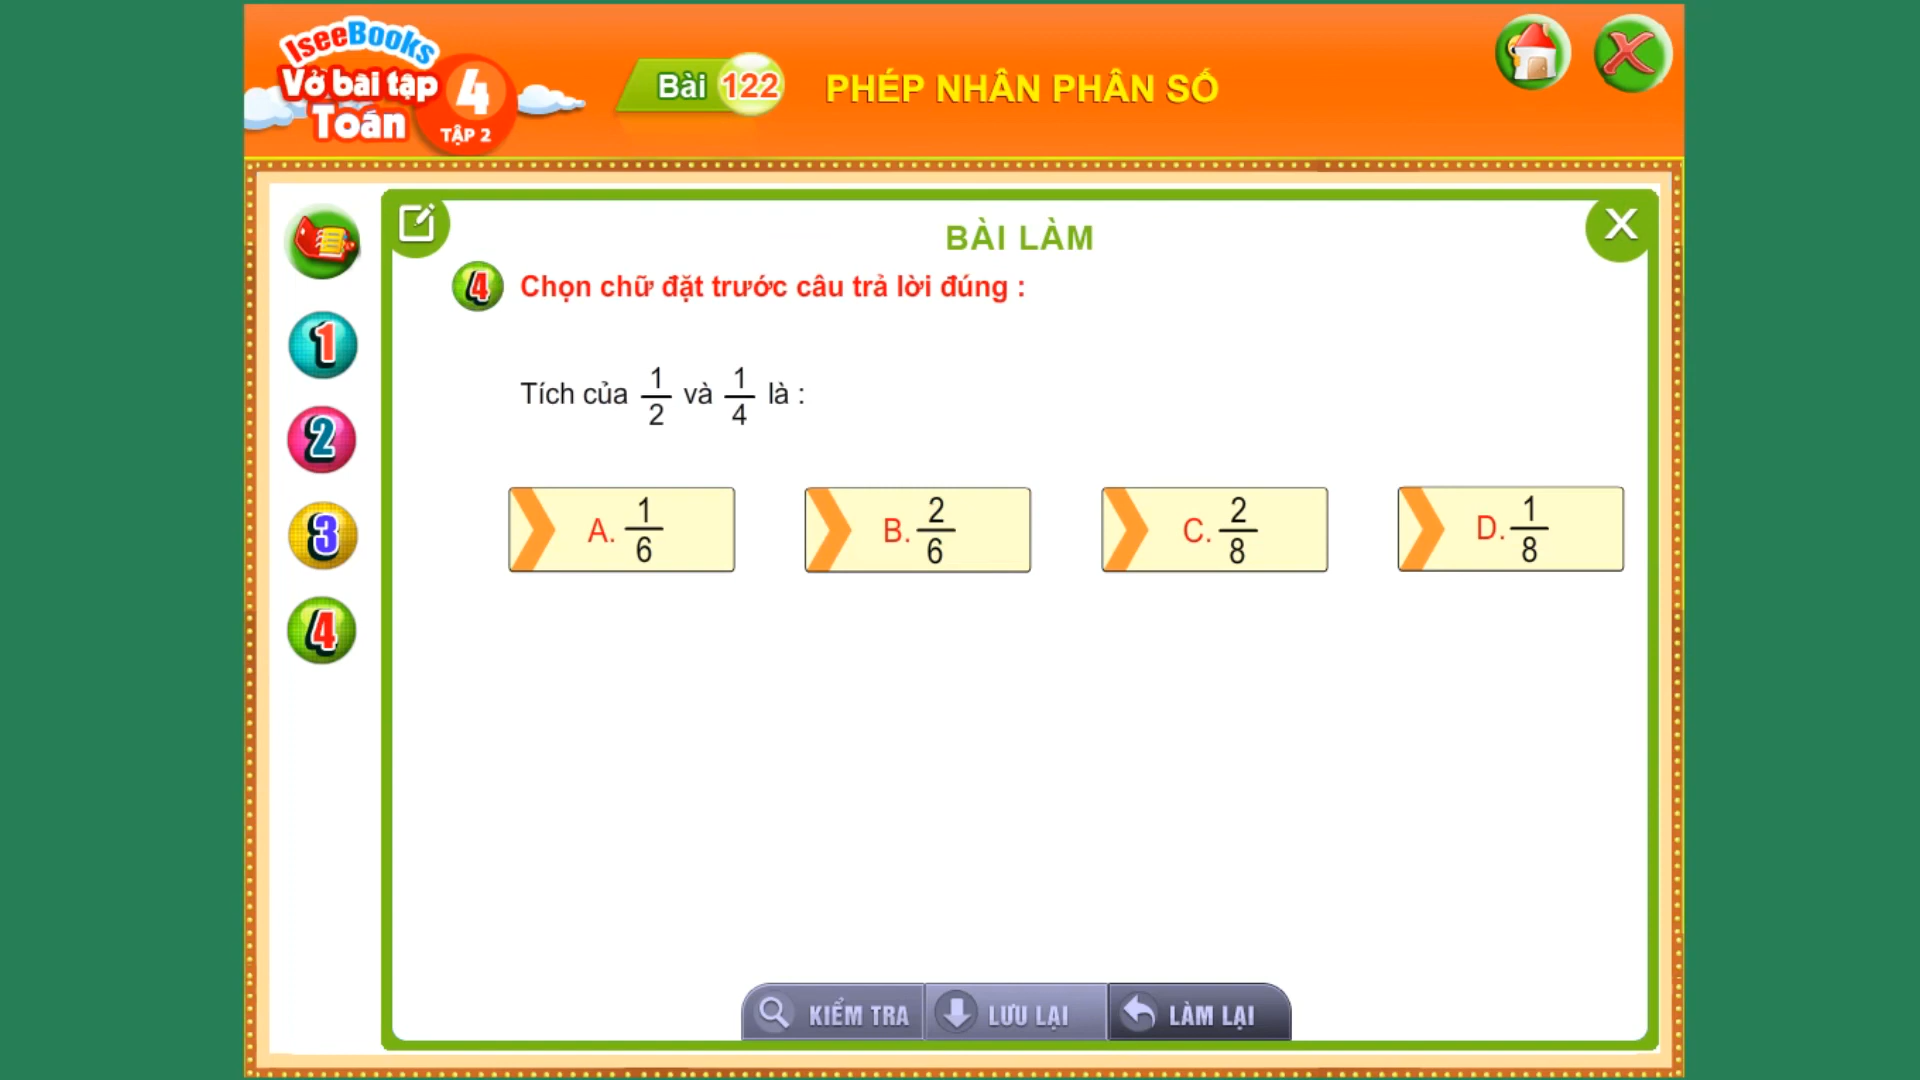 IseeBooks
Vở bài tập
Toán
4
TẬP 2
Bài 122
PHÉP NHÂN PHÂN SỐ
BÀI LÀM
4 Chọn chữ đặt trước câu trả lời đúng :
Tích của 1/2 và 1/4 là :
A. 1/6
B. 2/6
C. 2/8
D. 1/8
1
2
3
4
KIỂM TRA
LƯU LẠI
LÀM LẠI